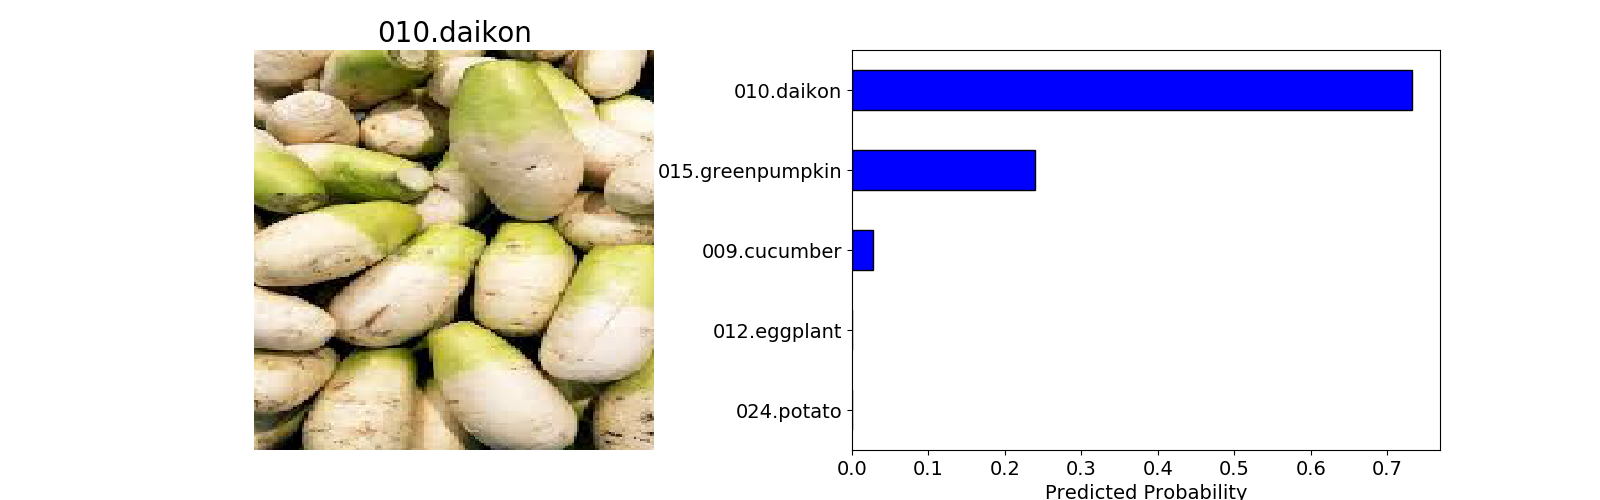 010.daikon
010.daikon
015.greenpumpkin
009.cucumber
012.eggplant
024.potato
0.0 0.1 0.2 0.3 0.4 0.5 0.6 0.7
Predicted Probability